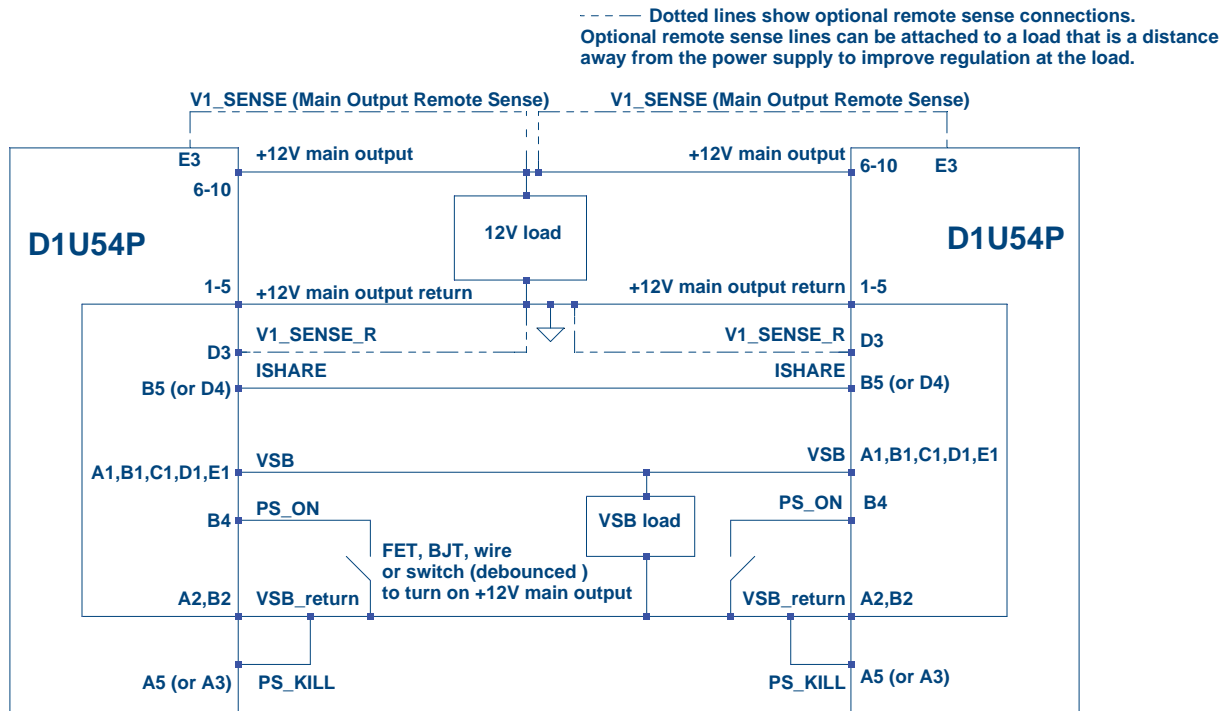 Dotted lines show optional remote sense connections.
Optional remote sense lines can be attached to a load that is a distance
away from the power supply to improve regulation at the load.
V1_SENSE (Main Output Remote Sense)
V1_SENSE (Main Output Remote Sense)
E3
+12V main output
+12V main output
6-10
E3
6-10
D1U54P
12V load
D1U54P
1-5
+12V main output return
+12V main output return
1-5
V1_SENSE_R
V1_SENSE_R
D3
D3
ISHARE
ISHARE
B5 (or D4)
B5 (or D4)
VSB
VSB
A1,B1,C1,D1,E1
A1,B1,C1,D1,E1
PS_ON
PS_ON
B4
B4
VSB load
FET, BJT, wire
or switch (debounced )
to turn on +12V main output
A2,B2
VSB_return
VSB_return
A2,B2
A5 (or A3)
PS_KILL
PS_KILL
A5 (or A3)